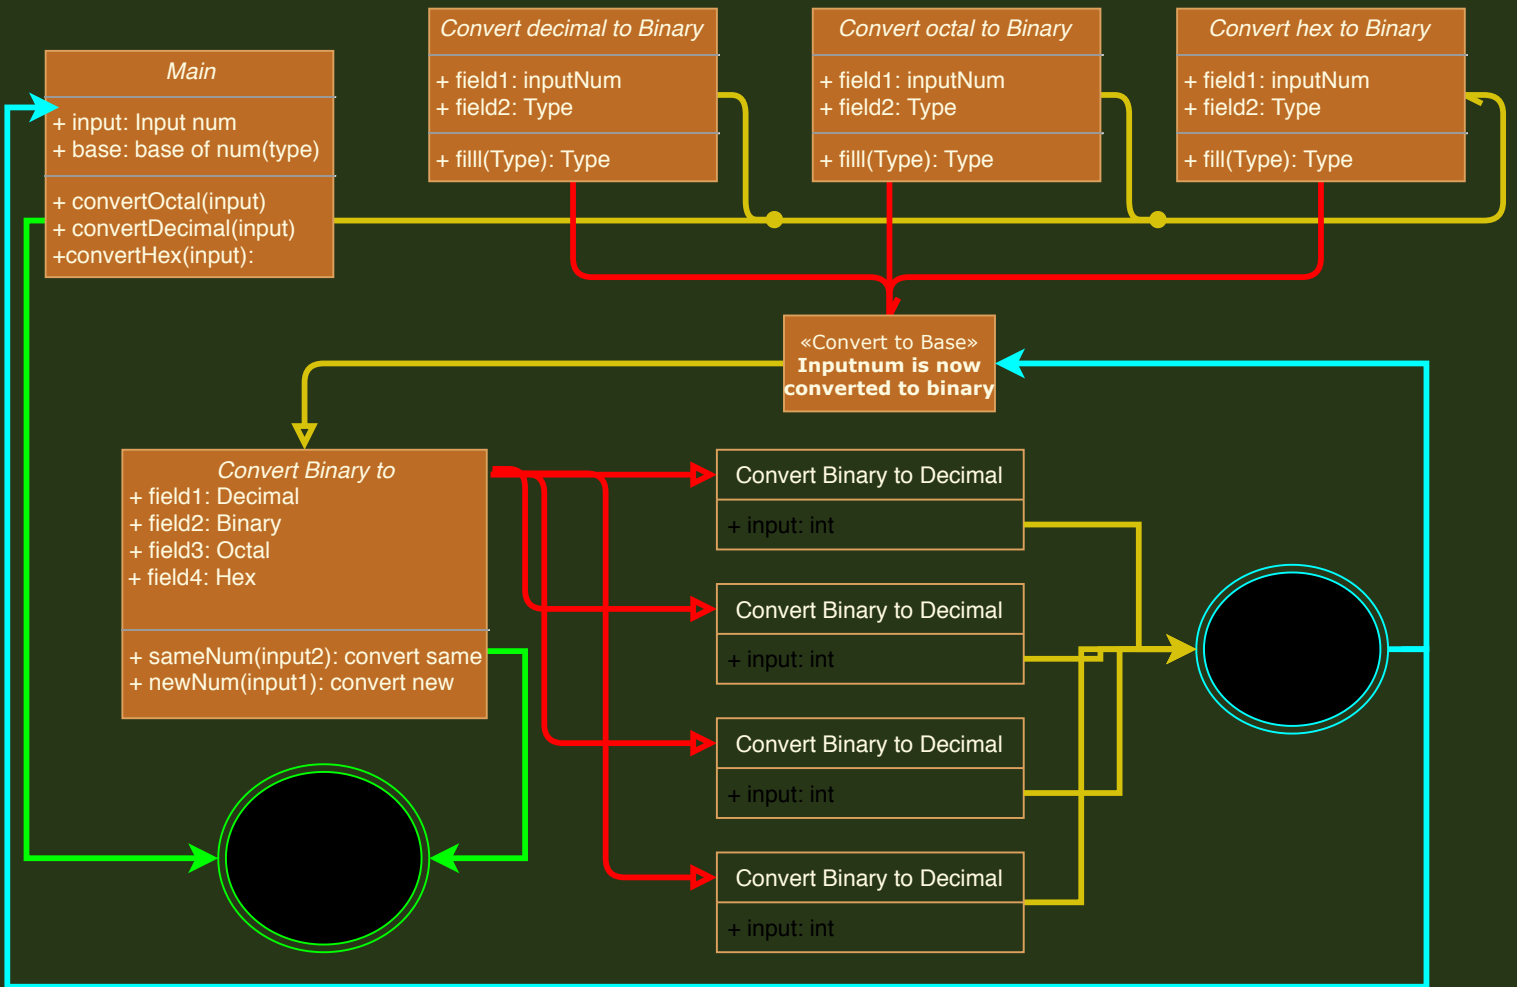 Main
+ input: Input num
+ base: base of num(type)
+ convertOctal(input)
+ convertDecimal(input)
+convertHex(input):
Convert decimal to Binary
+ field1: inputNum
+ field2: Type
+ filll(Type): Type
Convert octal to Binary
+ field1: inputNum
+ field2: Type
+ filll(Type): Type
Convert hex to Binary
+ field1: inputNum
+ field2: Type
+ fill(Type): Type
«Convert to Base»
Inputnum is now
converted to binary
Convert Binary to
+ field1: Decimal
+ field2: Binary
+ field3: Octal
+ field4: Hex
+ sameNum(input2): convert same
+ newNum(input1): convert new
Convert Binary to Decimal
+ input: int
Convert Binary to Decimal
+ input: int
Convert Binary to Decimal
+ input: int
Convert Binary to Decimal
+ input: int